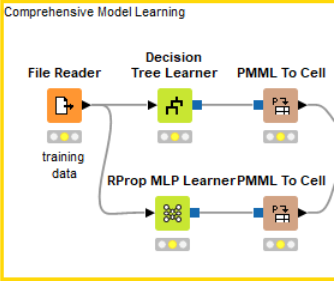 Comprehensive Model Learning
File Reader
Decision
Tree Learner
PMML To Cell
training
data
RProp MLP Learner
PMML To Cell